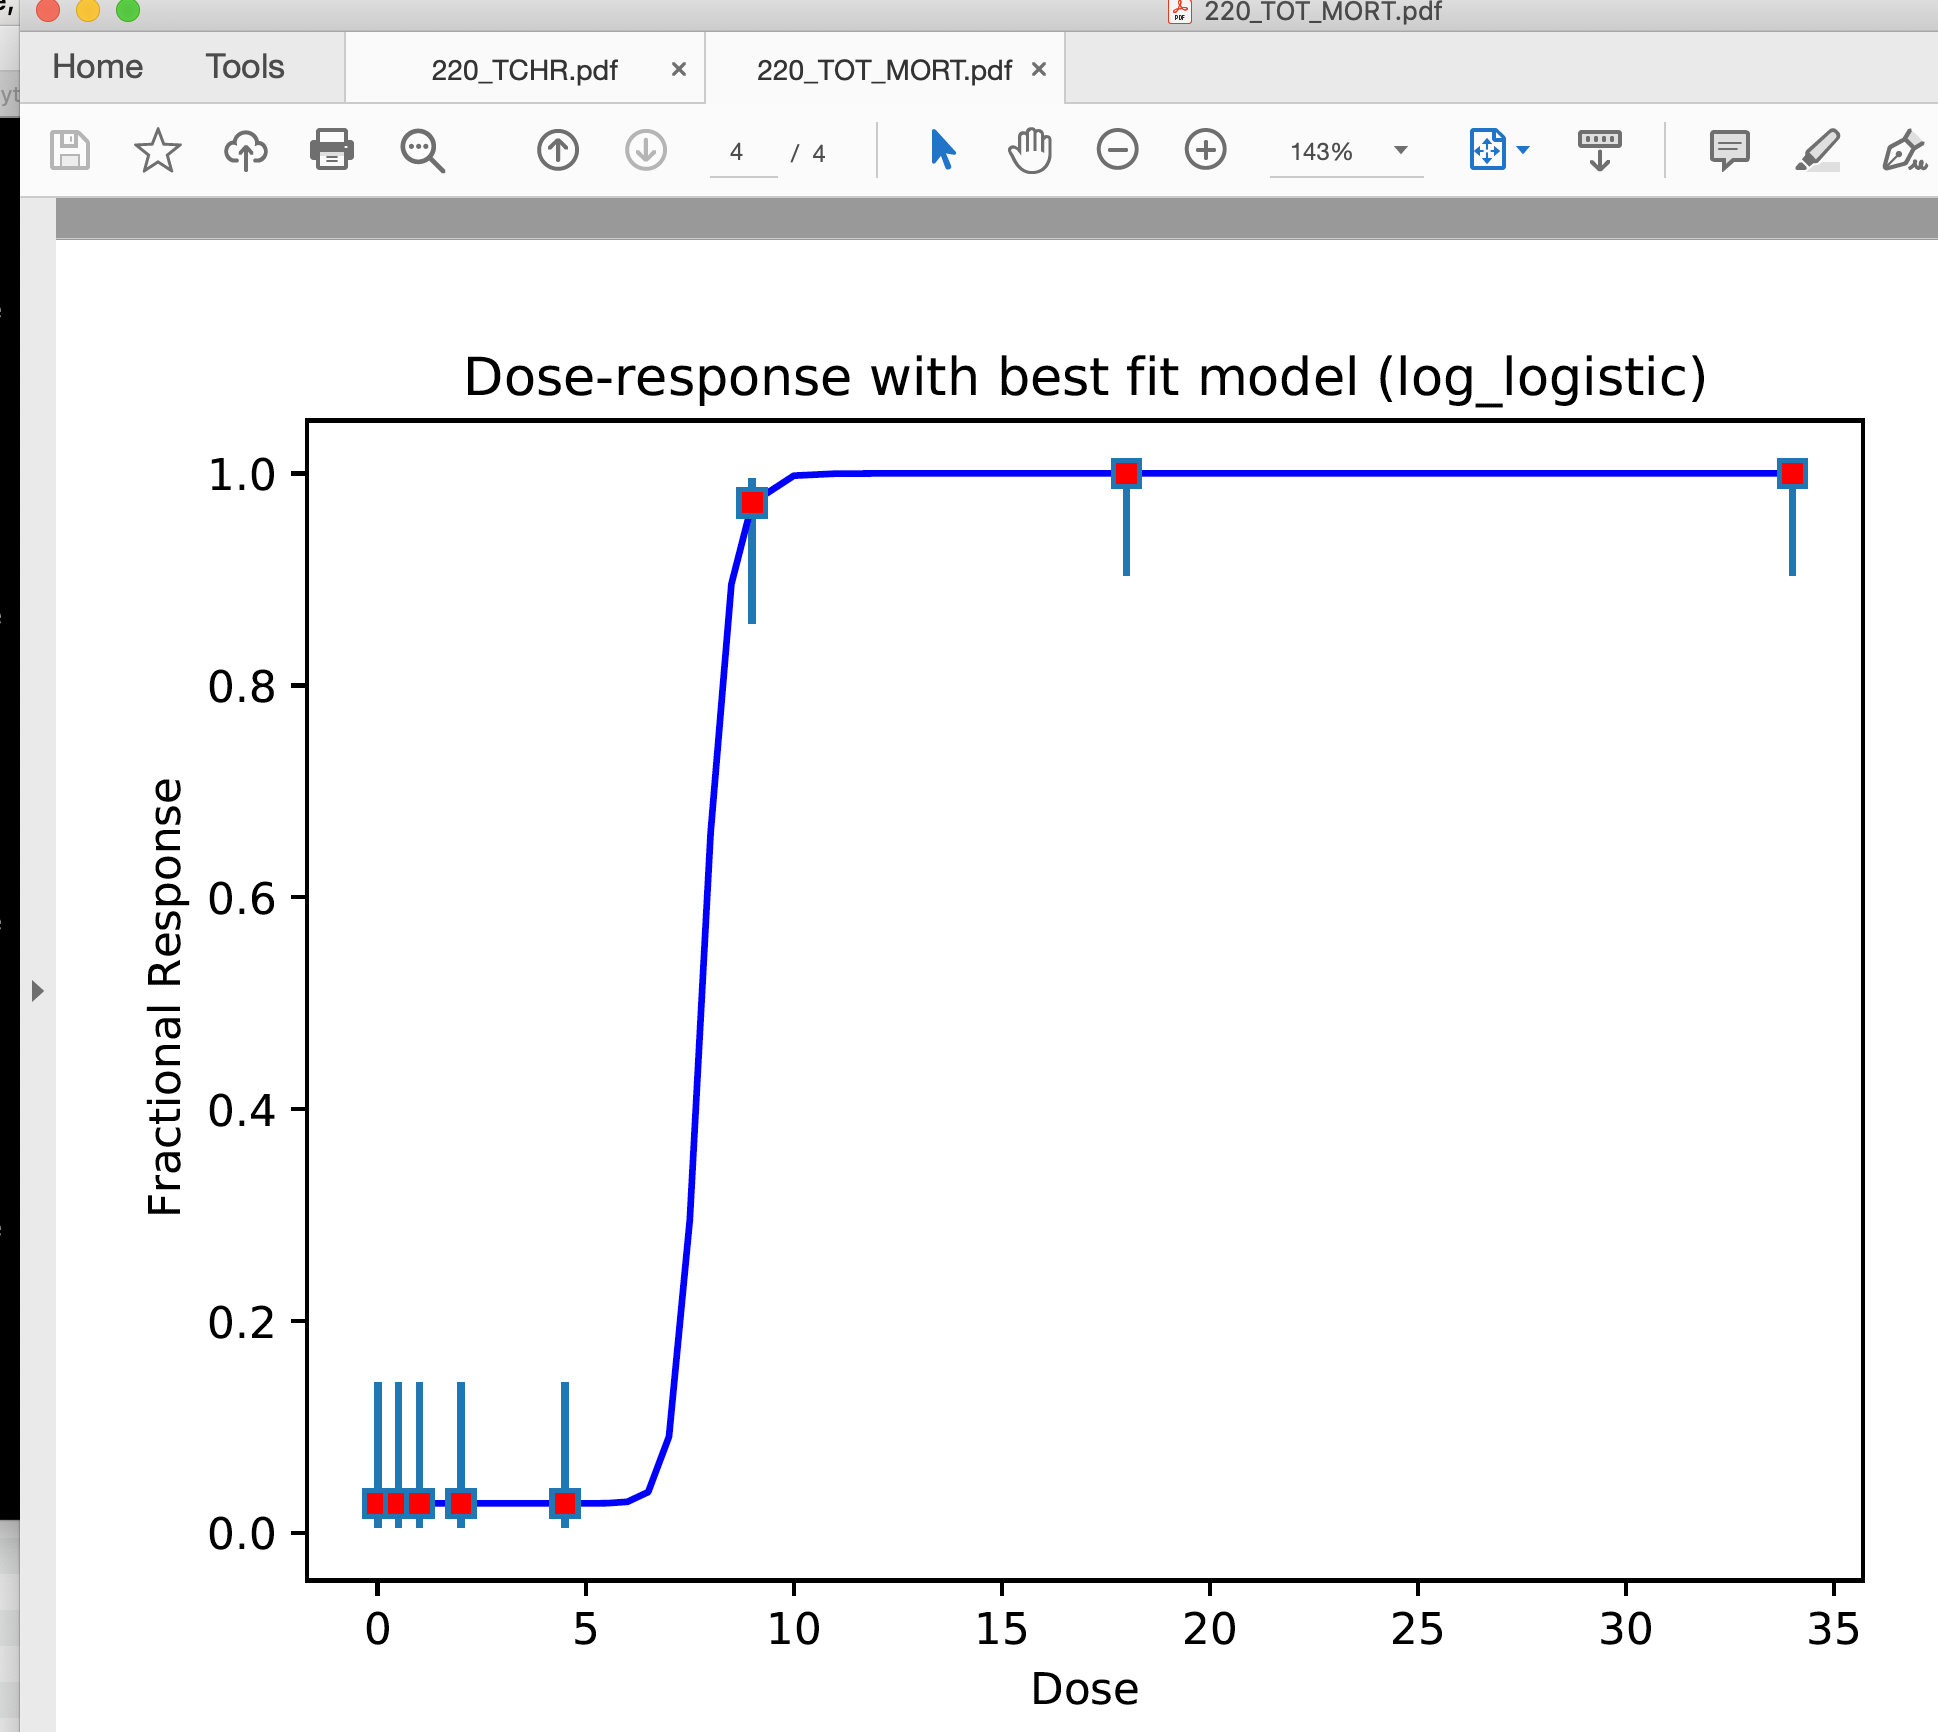 220_TOT_MORT.pdf
Home Tools 220_TCHR.pdf × 220_TOT_MORT.pdf ×
4 / 4 143%
Dose-response with best fit model (log_logistic)
1.0
0.8
0.6
0.4
0.2
0.0
Fractional Response
0 5 10 15 20 25 30 35
Dose